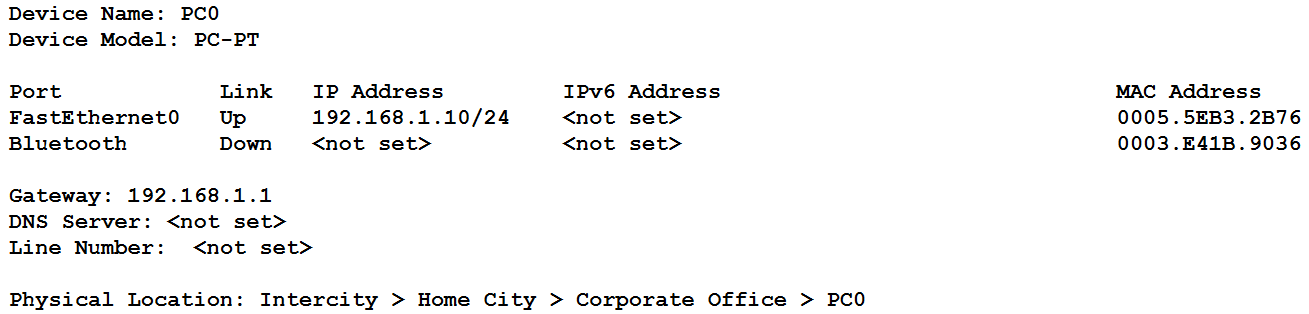 Device Name: PC0
Device Model: PC-PT
Port Link IP Address IPv6 Address MAC Address
FastEthernet0 Up 192.168.1.10/24 <not set> 0005.5EB3.2B76
Bluetooth Down <not set> <not set> 0003.E41B.9036
Gateway: 192.168.1.1
DNS Server: <not set>
Line Number: <not set>
Physical Location: Intercity > Home City > Corporate Office > PC0